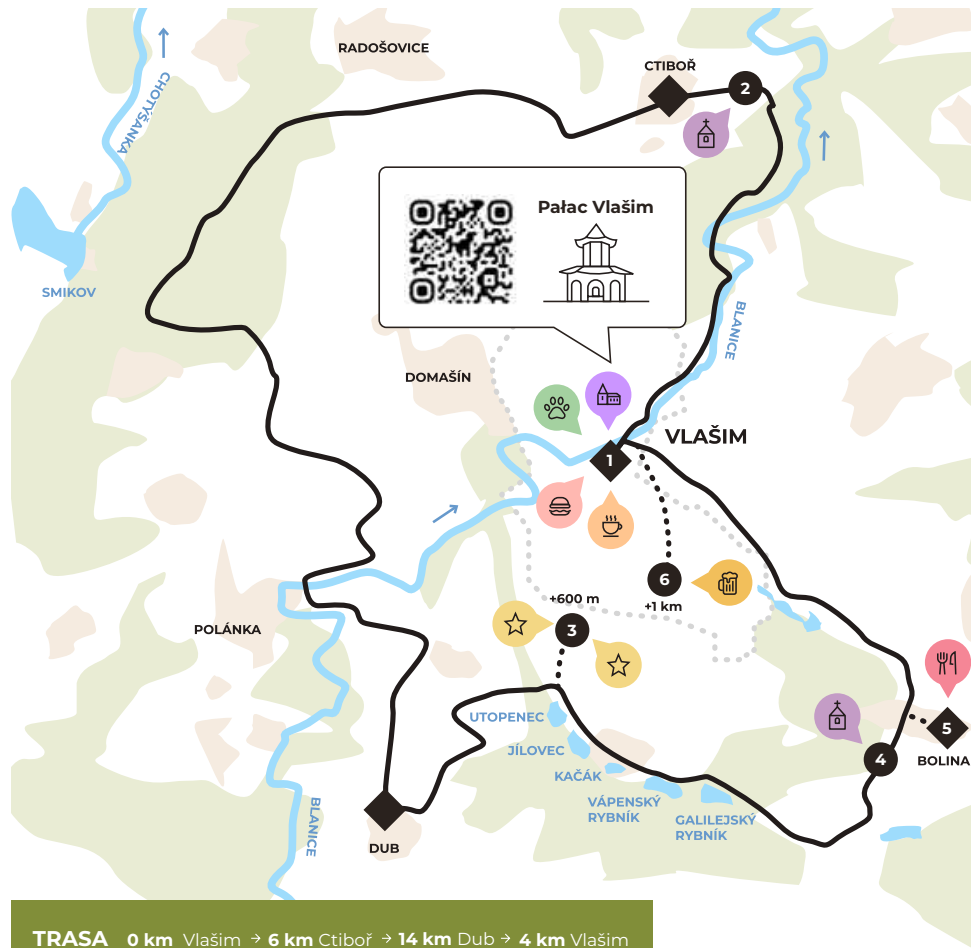 RADOŠOVICE
CTIBOŘ
2
CHOTÝŠANKA
Pałac Vlašim
SMIKOV
BLANICE
DOMAŠÍN
VLAŠIM
1
6
+1 km
+600 m
3
POLÁNKA
UTOPENEC
JÍLOVEC
KAČÁK
VÁPENSKÝ
RYBNÍK
GALILEJSKÝ
RYBNÍK
4
5
BOLINA
BLANICE
DUB
TRASA 0 km Vlašim → 6 km Ctiboř → 14 km Dub → 4 km Vlašim